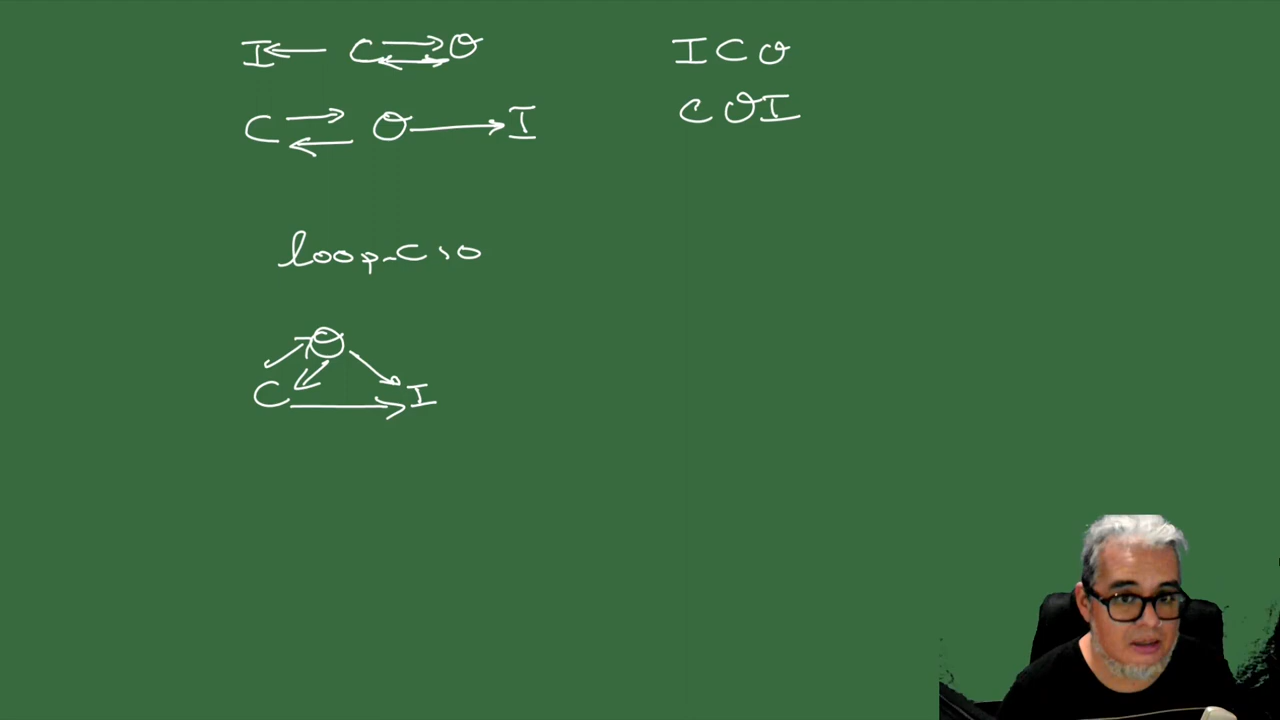 I ← C ⇄ O
I C O
C ⇄ O → I
C O I
loop-C>O
O
C → I